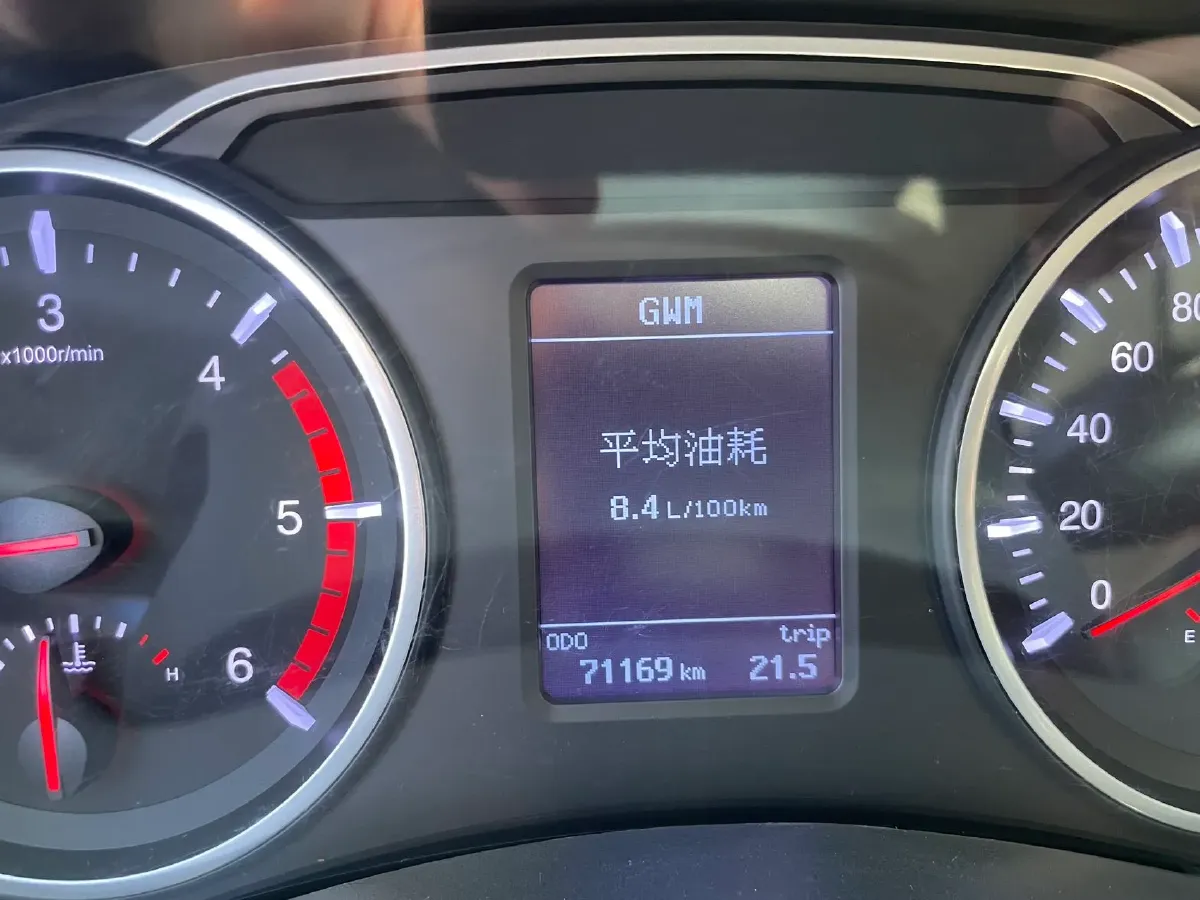 GWM
平均油耗
8.4 L/100km
ODO
trip
71169 km
21.5
3
x1000r/min
4
5
6
H
80
60
40
20
0
E